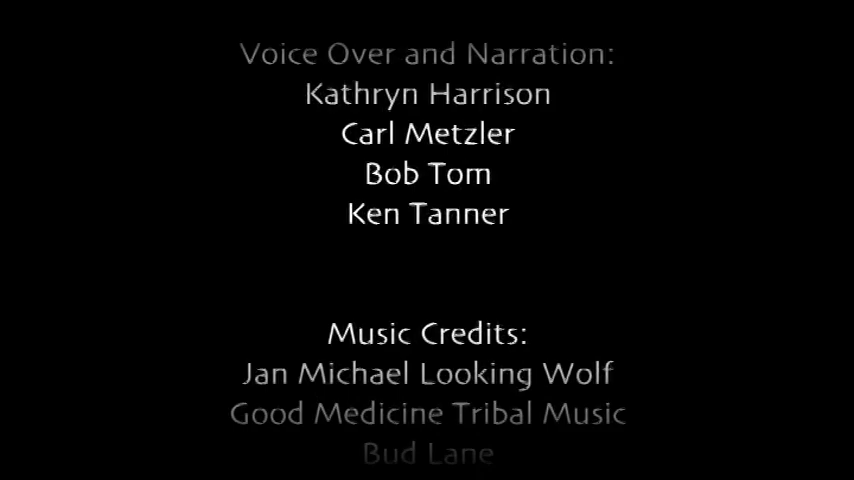 Voice Over and Narration:
Kathryn Harrison
Carl Metzler
Bob Tom
Ken Tanner
Music Credits:
Jan Michael Looking Wolf
Good Medicine Tribal Music
Bud Lane